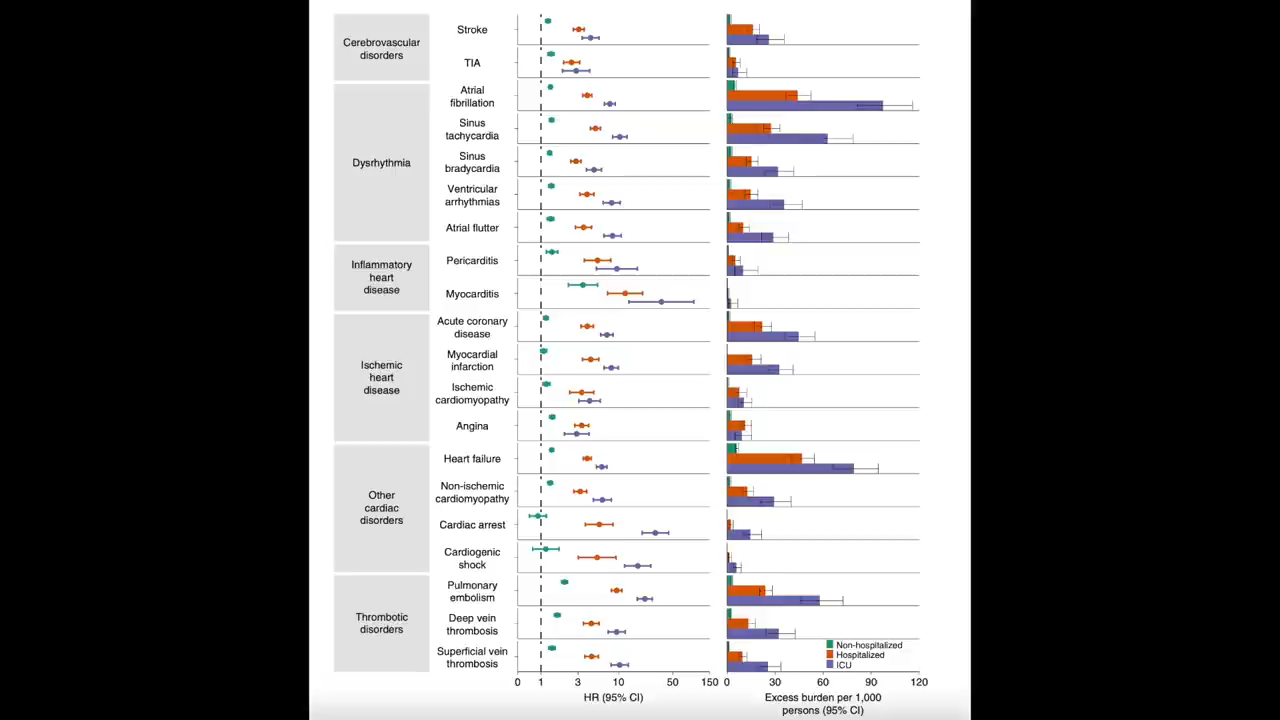 Cerebrovascular
disorders
Stroke
TIA
Dysrhythmia
Atrial
fibrillation
Sinus
tachycardia
Sinus
bradycardia
Ventricular
arrhythmias
Atrial flutter
Inflammatory
heart
disease
Pericarditis
Myocarditis
Ischemic
heart
disease
Acute coronary
disease
Myocardial
infarction
Ischemic
cardiomyopathy
Angina
Other
cardiac
disorders
Heart failure
Non-ischemic
cardiomyopathy
Cardiac arrest
Cardiogenic
shock
Thrombotic
disorders
Pulmonary
embolism
Deep vein
thrombosis
Superficial vein
thrombosis
Non-hospitalized
Hospitalized
ICU
0 1 3 10 50 150
HR (95% CI)
0 30 60 90 120
Excess burden per 1,000
persons (95% CI)